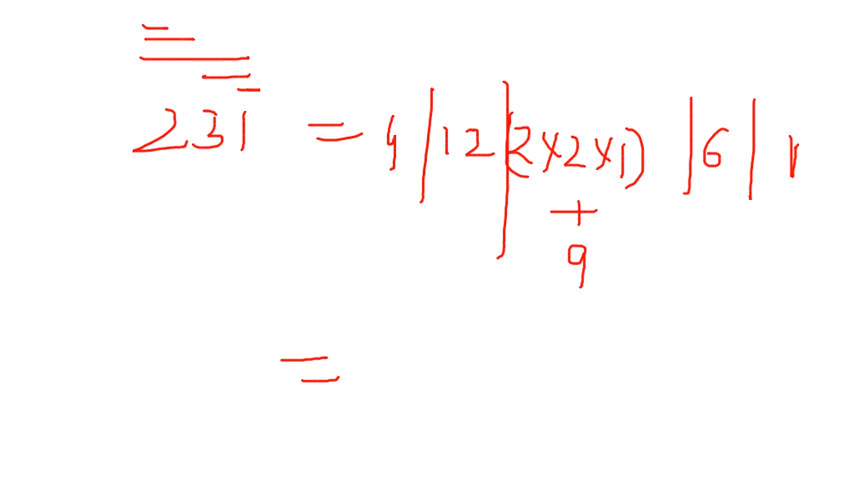 231 = 4 | 12 | (2×2×1) | 6 | 1
+
9
=